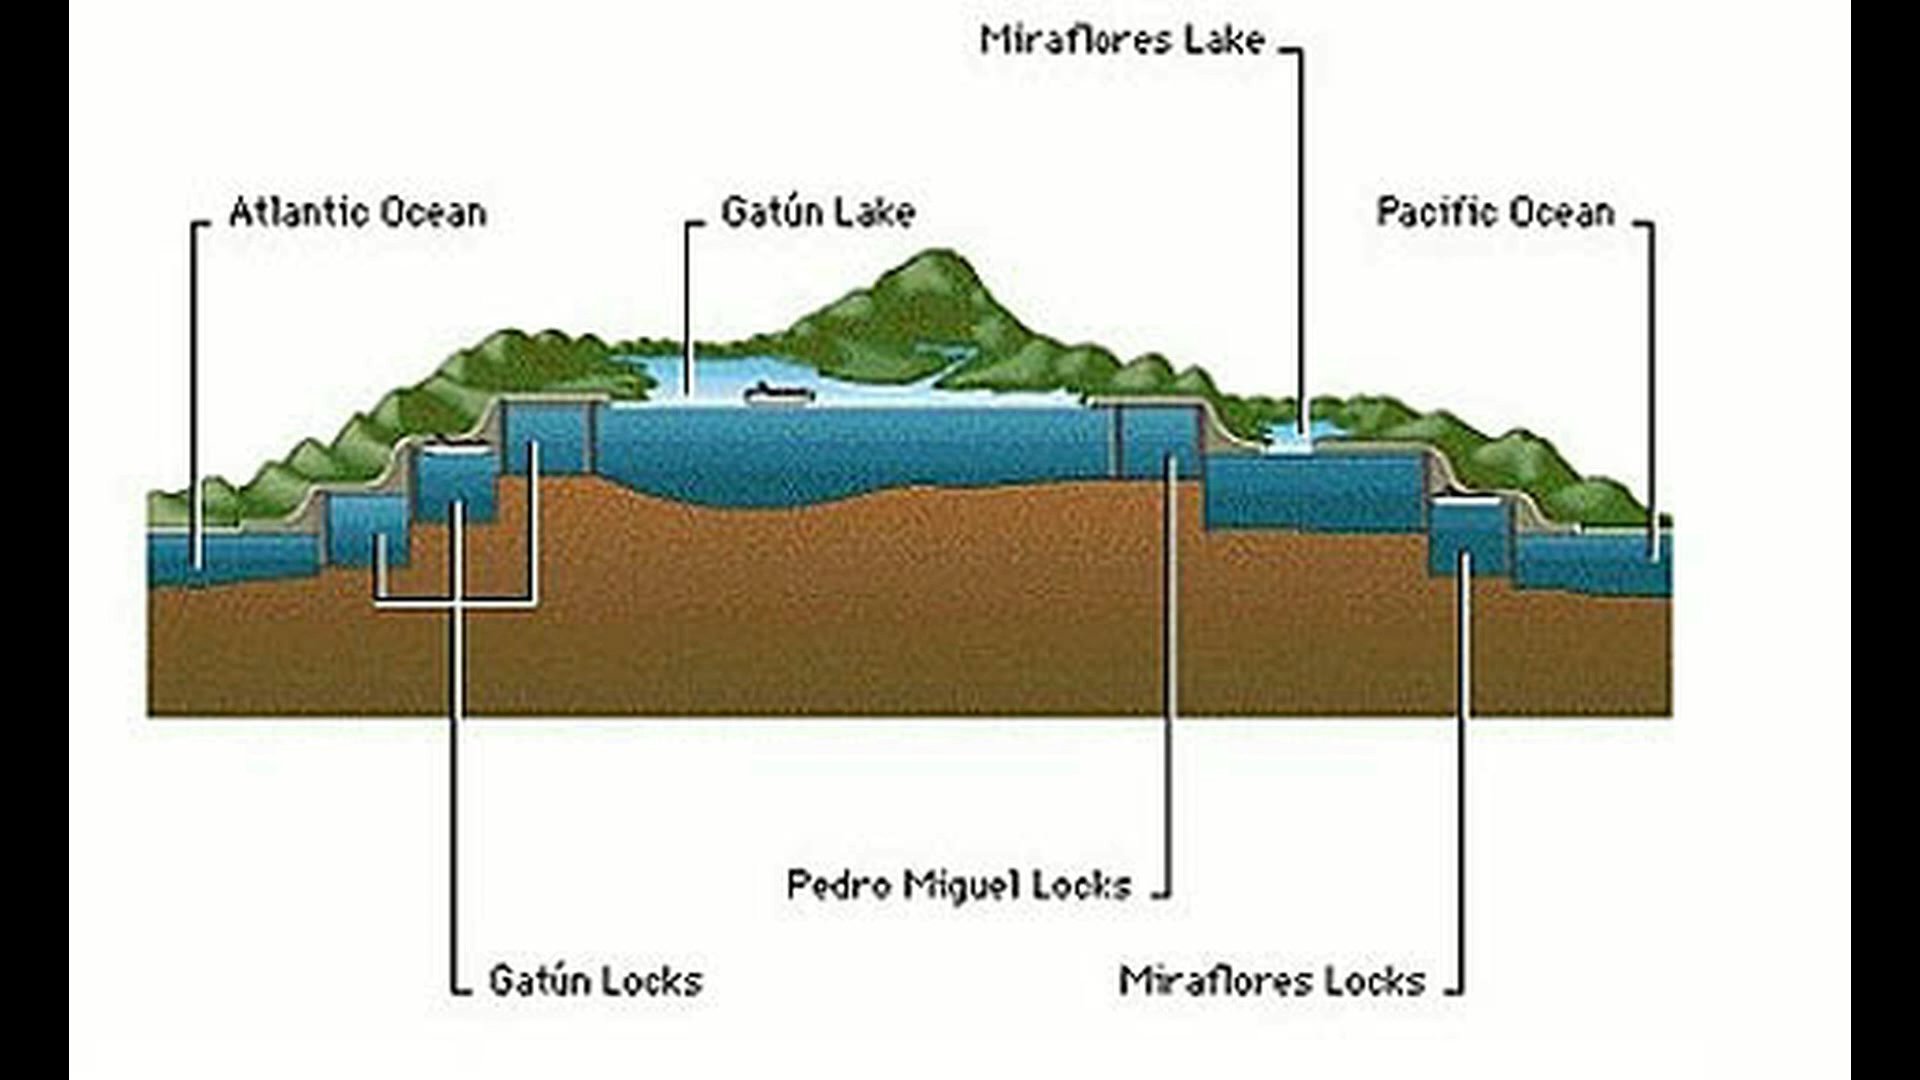 Miraflores Lake
Atlantic Ocean
Gatún Lake
Pacific Ocean
Pedro Miguel Locks
Gatún Locks
Miraflores Locks